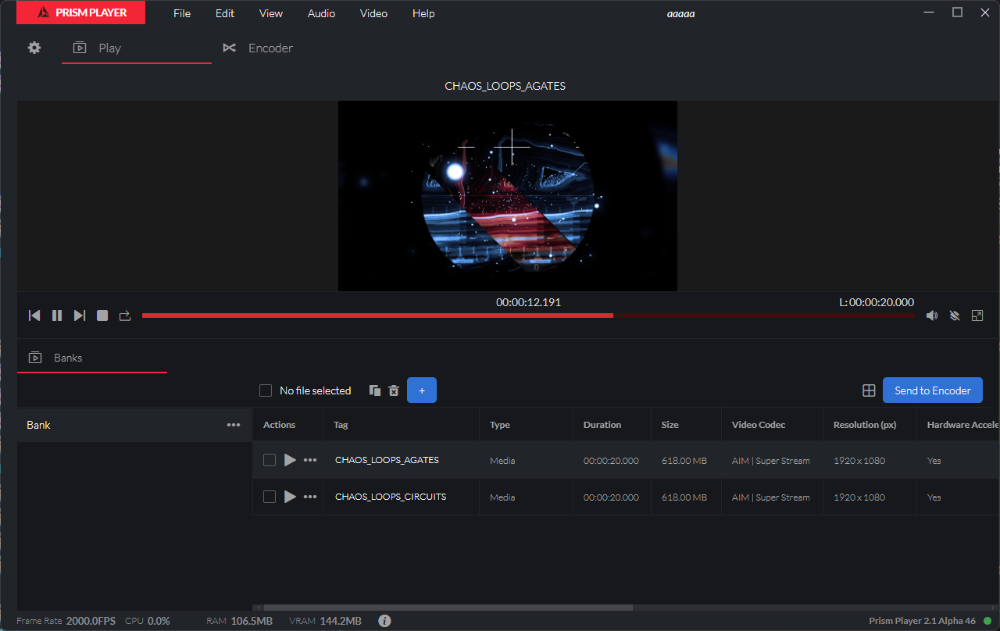 PRISM PLAYER File Edit View Audio Video Help aaaaa
Play Encoder
CHAOS_LOOPS_AGATES
00:00:12.191 L: 00:00:20.000
Banks
No file selected + Send to Encoder
Bank ••• Actions Tag Type Duration Size Video Codec Resolution (px) Hardware Accele
••• CHAOS_LOOPS_AGATES Media 00:00:20.000 618.00 MB AIM | Super Stream 1920 x 1080 Yes
••• CHAOS_LOOPS_CIRCUITS Media 00:00:20.000 618.00 MB AIM | Super Stream 1920 x 1080 Yes
Frame Rate 2000.0FPS CPU 0.0% RAM 106.5MB VRAM 144.2MB i Prism Player 2.1 Alpha 46